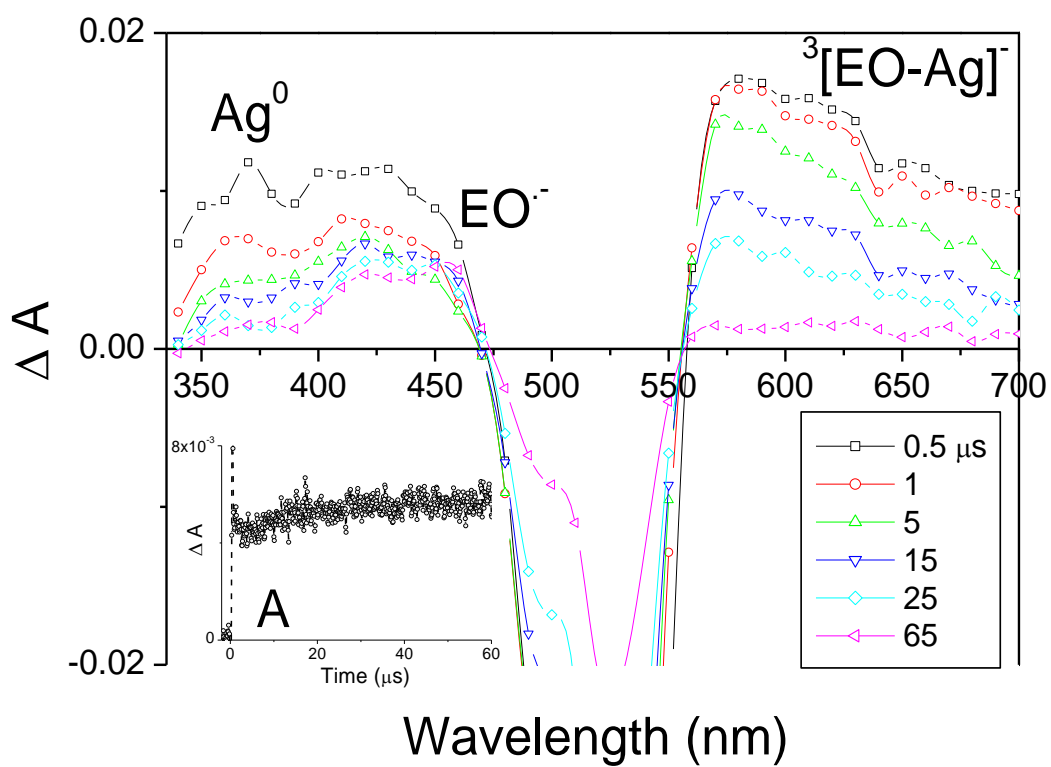 0.02
³[EO-Ag]⁻
Ag⁰
EO·⁻
Δ A
0.00
350 400 450 500 550 600 650 700
0.5 μs
1
5
15
25
65
8x10⁻³
Δ A
A
0
0 20 40 60
Time (μs)
-0.02
Wavelength (nm)